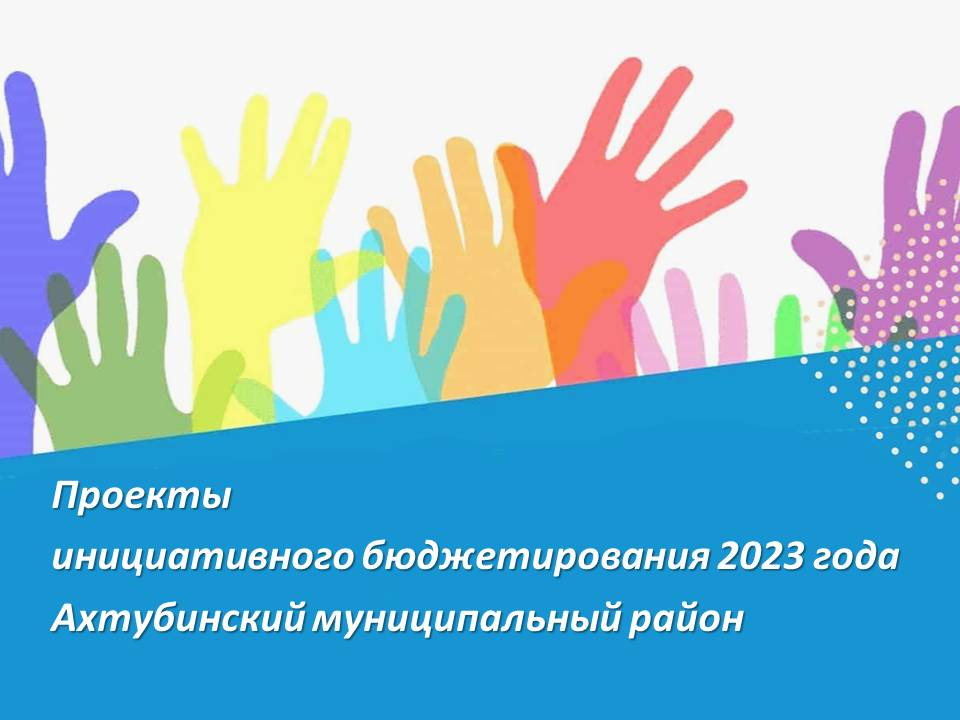 Проекты
инициативного бюджетирования 2023 года
Ахтубинский муниципальный район